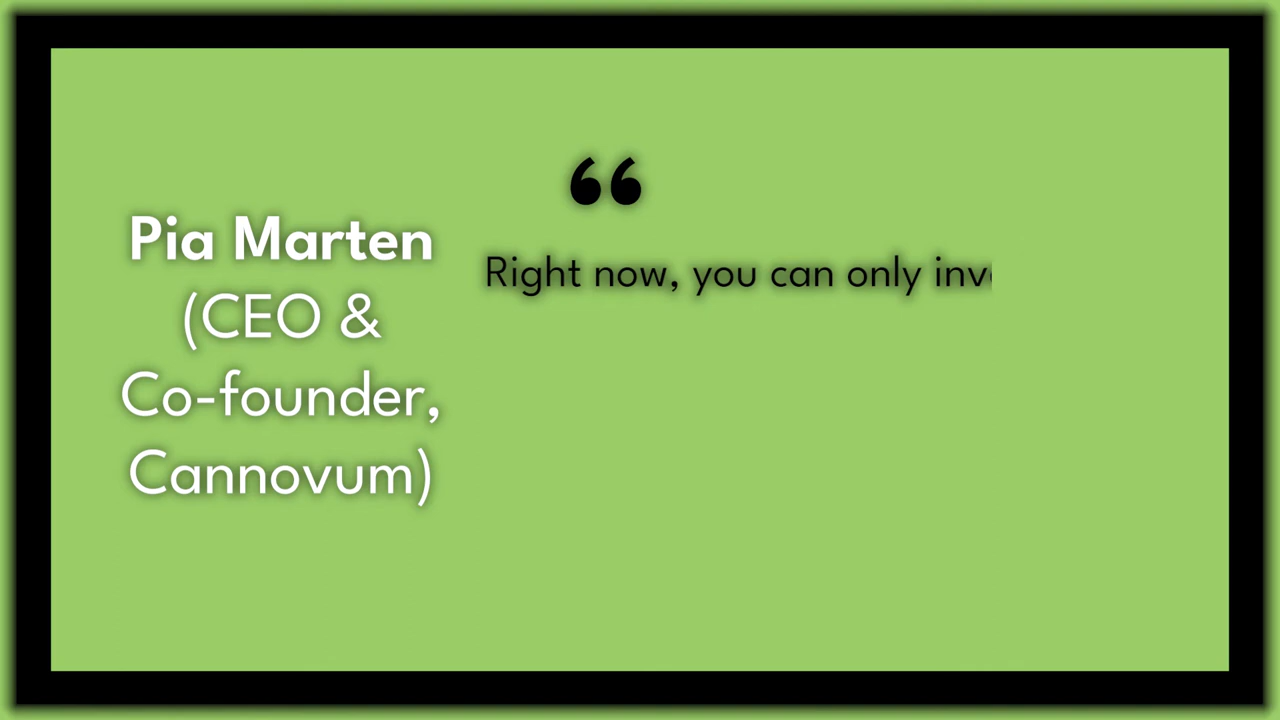 Pia Marten
(CEO &
Co-founder,
Cannovum)
“
Right now, you can only